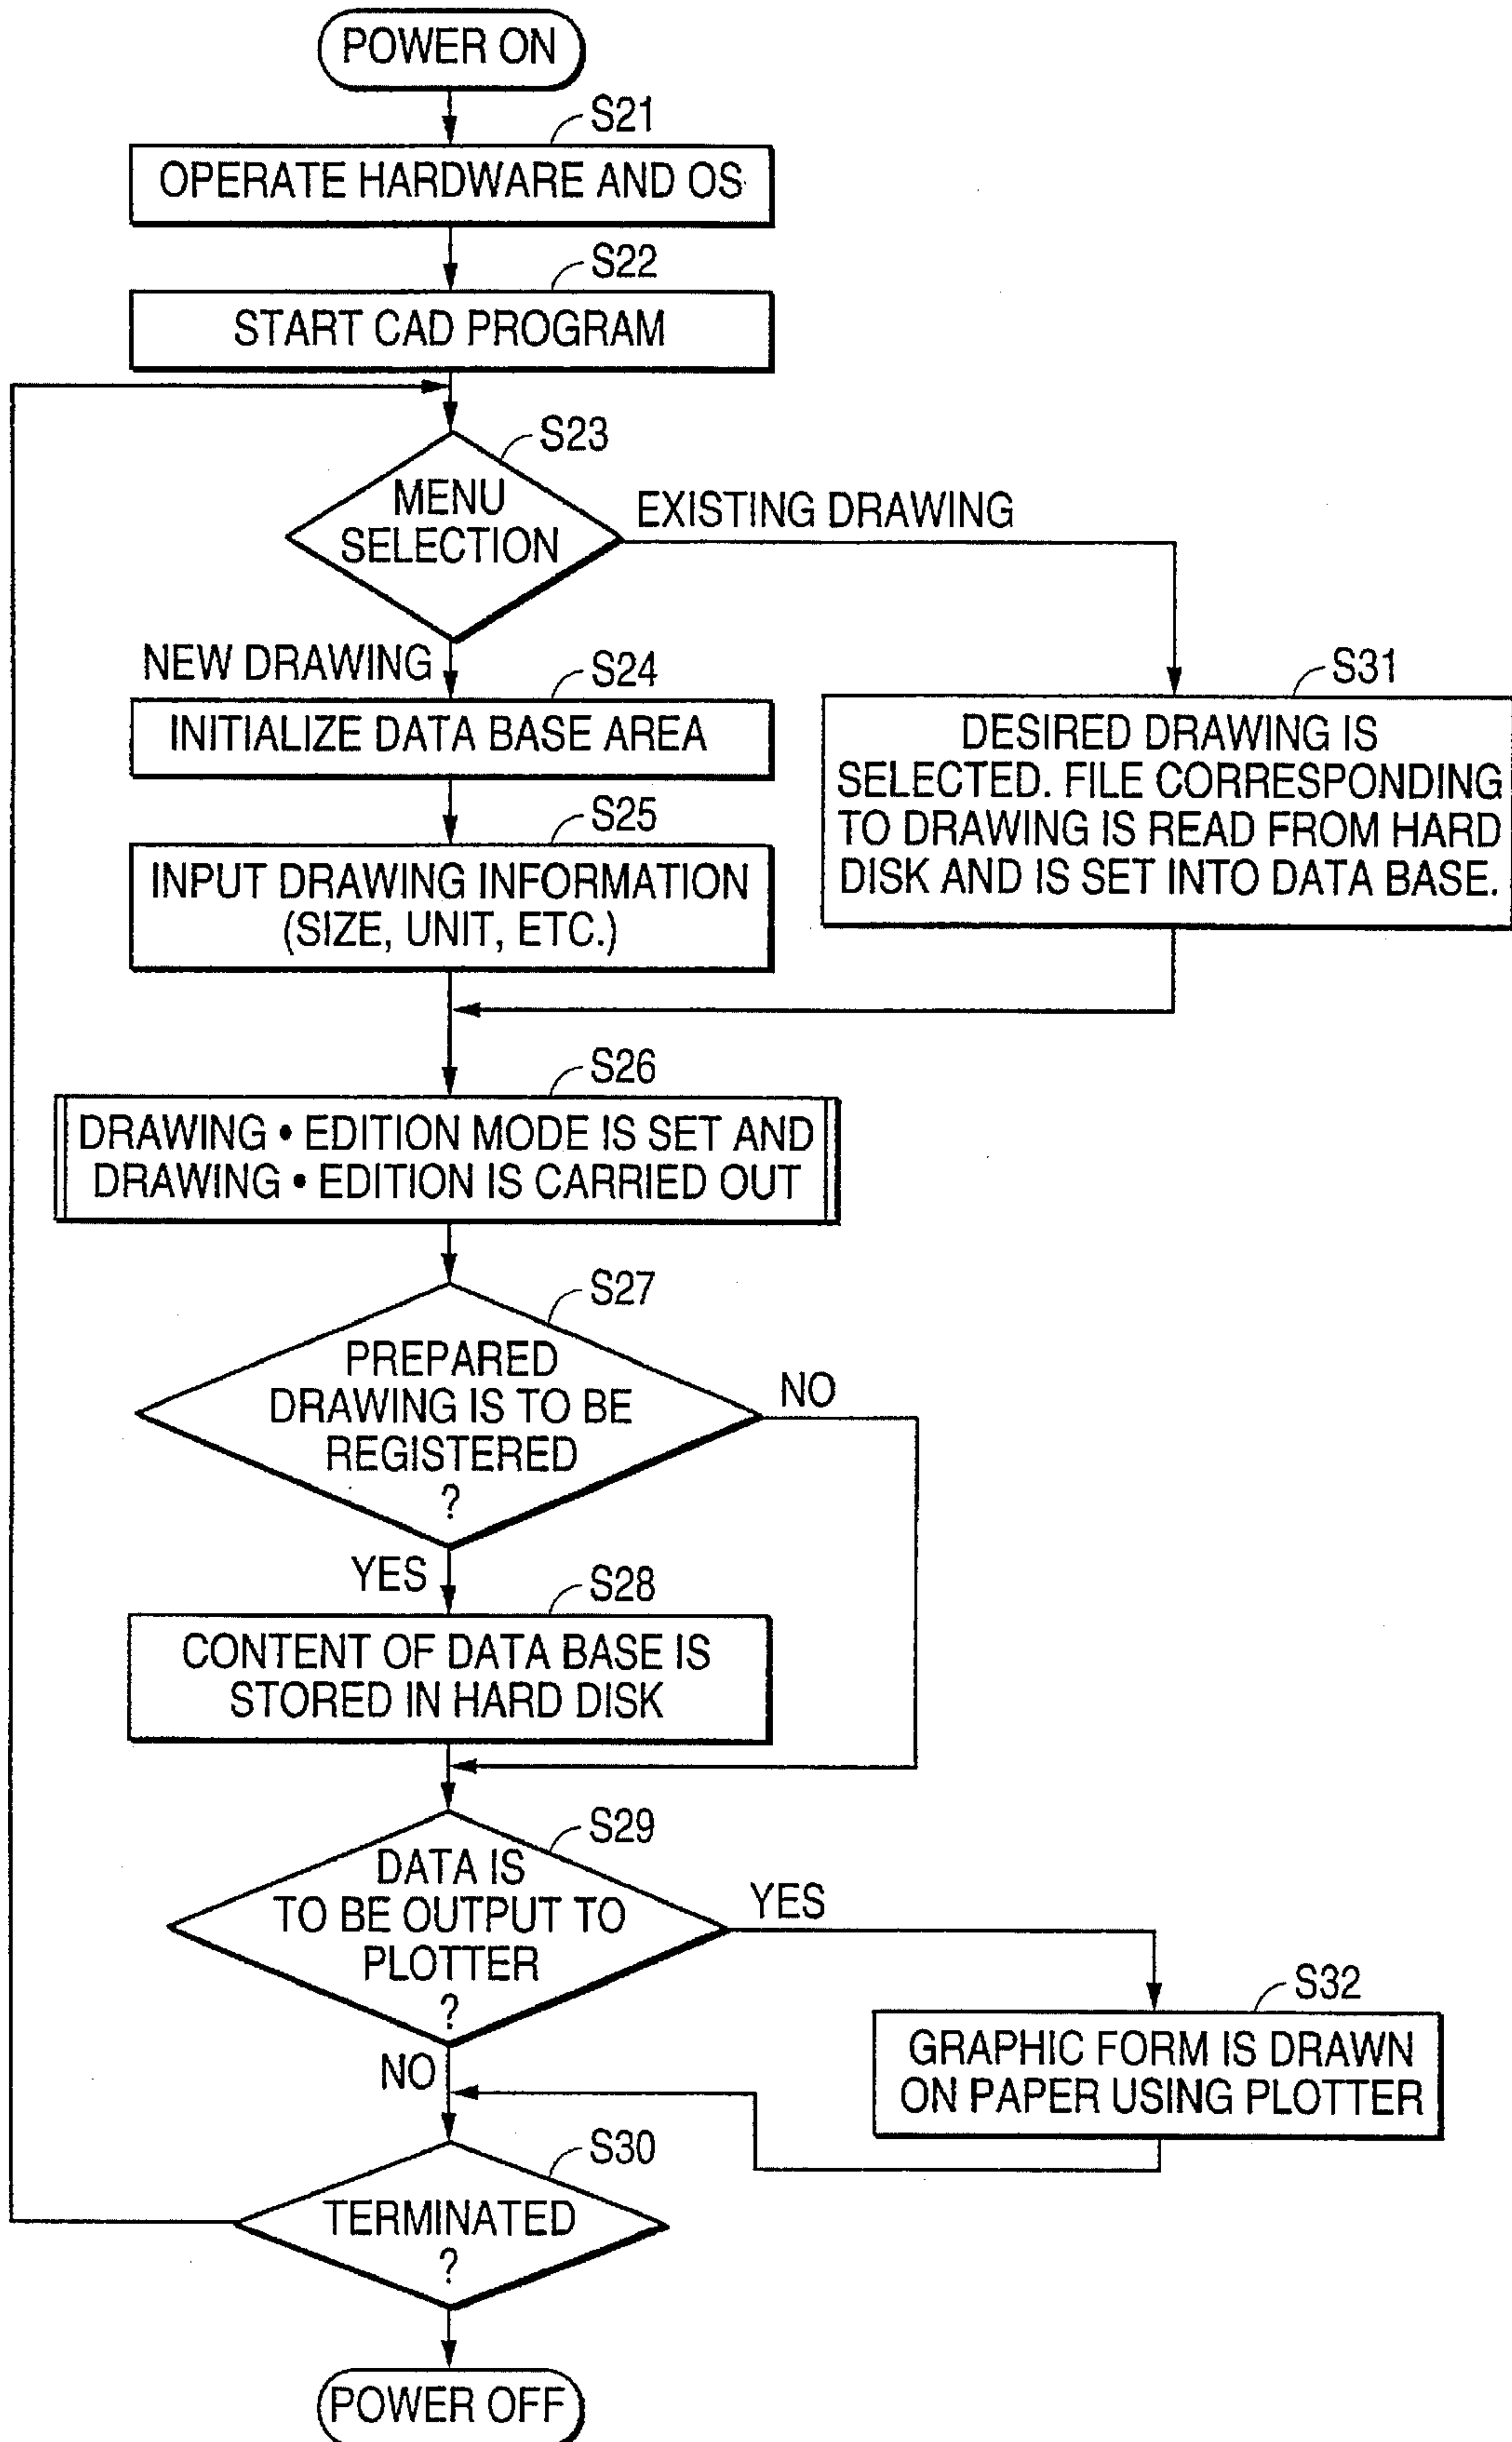 POWER ON
S21
OPERATE HARDWARE AND OS
S22
START CAD PROGRAM
S23
MENU
SELECTION
EXISTING DRAWING
NEW DRAWING
S24
INITIALIZE DATA BASE AREA
S31
DESIRED DRAWING IS
SELECTED. FILE CORRESPONDING
TO DRAWING IS READ FROM HARD
DISK AND IS SET INTO DATA BASE.
S25
INPUT DRAWING INFORMATION
(SIZE, UNIT, ETC.)
S26
DRAWING • EDITION MODE IS SET AND
DRAWING • EDITION IS CARRIED OUT
S27
PREPARED
DRAWING IS TO BE
REGISTERED
?
NO
YES
S28
CONTENT OF DATA BASE IS
STORED IN HARD DISK
S29
DATA IS
TO BE OUTPUT TO
PLOTTER
?
YES
S32
GRAPHIC FORM IS DRAWN
ON PAPER USING PLOTTER
NO
S30
TERMINATED
?
POWER OFF